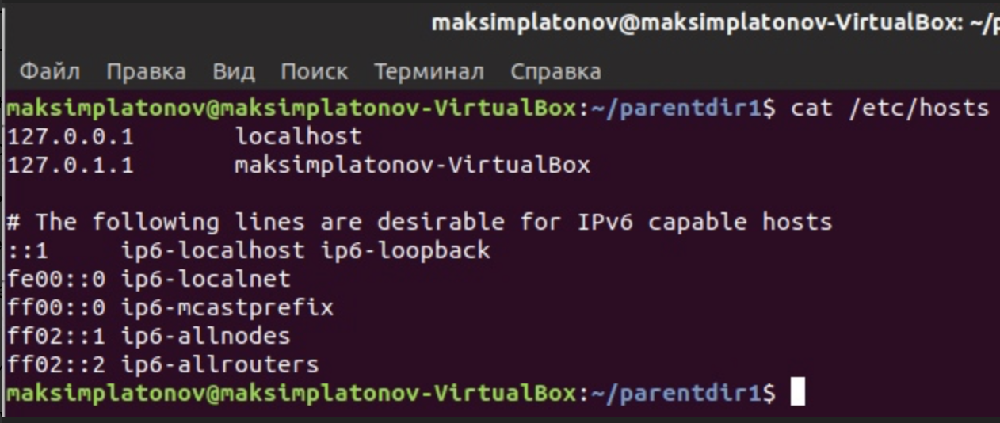 maksimplatonov@maksimplatonov-VirtualBox: ~/p
Файл Правка Вид Поиск Терминал Справка
maksimplatonov@maksimplatonov-VirtualBox:~/parentdir1$ cat /etc/hosts
127.0.0.1 localhost
127.0.1.1 maksimplatonov-VirtualBox
# The following lines are desirable for IPv6 capable hosts
::1 ip6-localhost ip6-loopback
fe00::0 ip6-localnet
ff00::0 ip6-mcastprefix
ff02::1 ip6-allnodes
ff02::2 ip6-allrouters
maksimplatonov@maksimplatonov-VirtualBox:~/parentdir1$